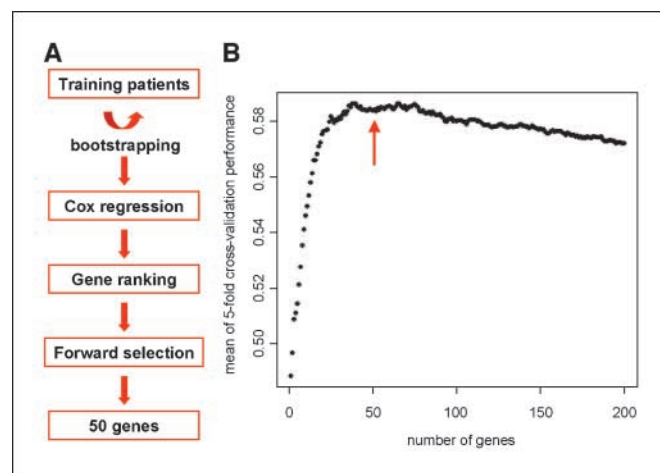 A
Training patients
bootstrapping
Cox regression
Gene ranking
Forward selection
50 genes
B
mean of 5-fold cross-validation performance
0.58
0.56
0.54
0.52
0.50
0 50 100 150 200
number of genes